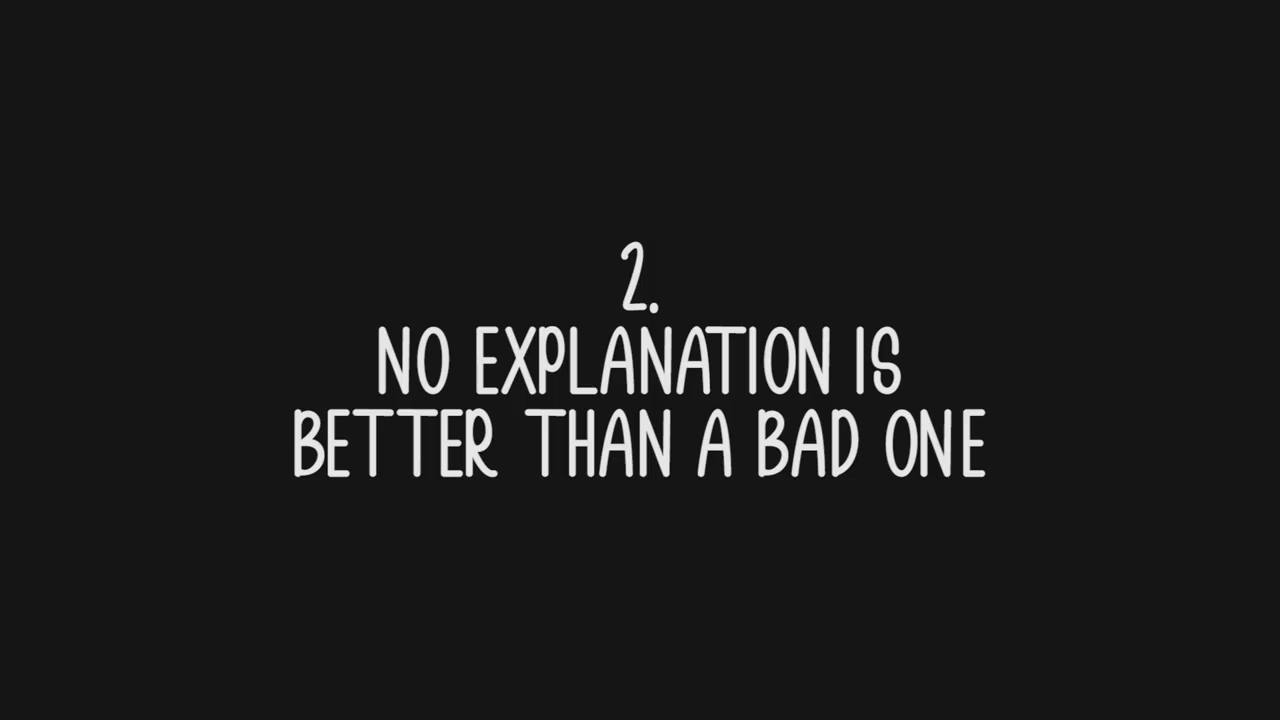 2.
NO EXPLANATION IS
BETTER THAN A BAD ONE